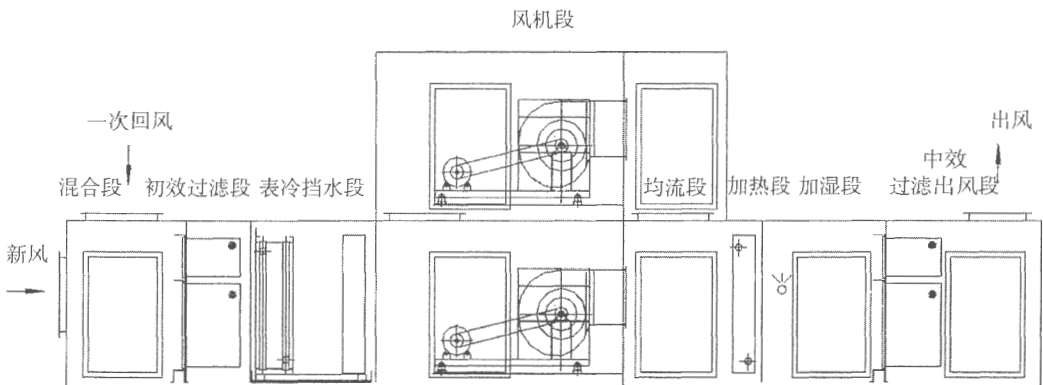 风机段
一次回风
出风
中效
混合段 初效过滤段 表冷挡水段 均流段 加热段 加湿段 过滤出风段
新风